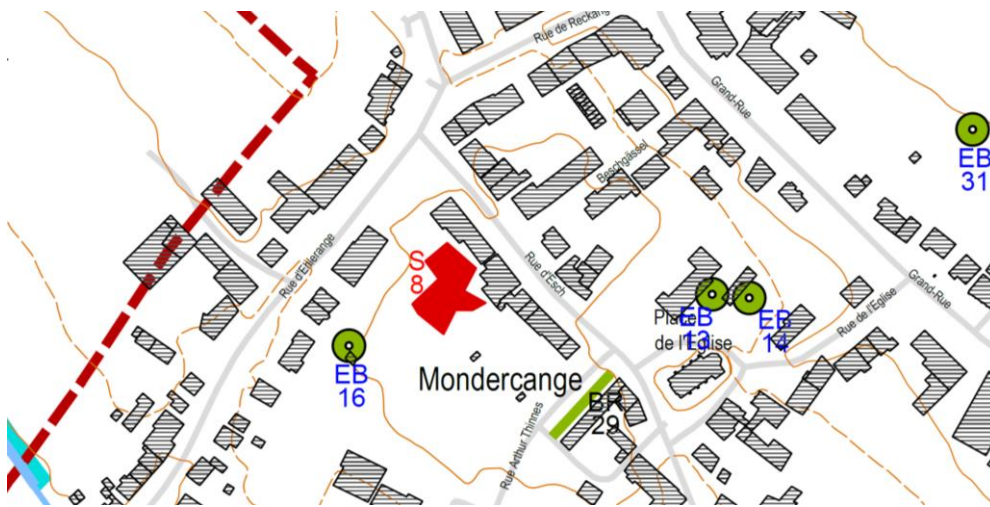 Rue de Reckang
Grand-Rue
EB
31
Beschgässel
Rue d'Ehlerange
S
8
Rue d'Esch
Grand-Rue
EB
13
EB
14
Place
de l'Eglise
Rue de l'Eglise
EB
16
Mondercange
BR
29
Rue Arthur Thinnes